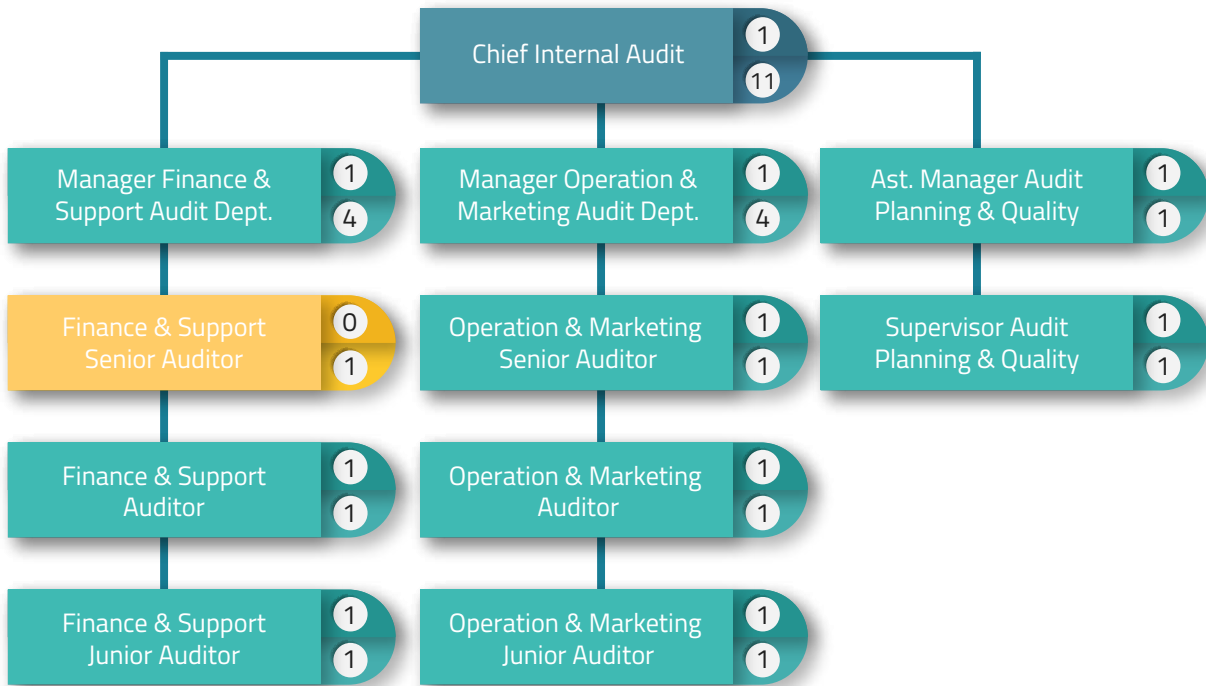 Chief Internal Audit
1
11
Manager Finance &
Support Audit Dept.
1
4
Manager Operation &
Marketing Audit Dept.
1
4
Ast. Manager Audit
Planning & Quality
1
1
Finance & Support
Senior Auditor
0
1
Operation & Marketing
Senior Auditor
1
1
Supervisor Audit
Planning & Quality
1
1
Finance & Support
Auditor
1
1
Operation & Marketing
Auditor
1
1
Finance & Support
Junior Auditor
1
1
Operation & Marketing
Junior Auditor
1
1